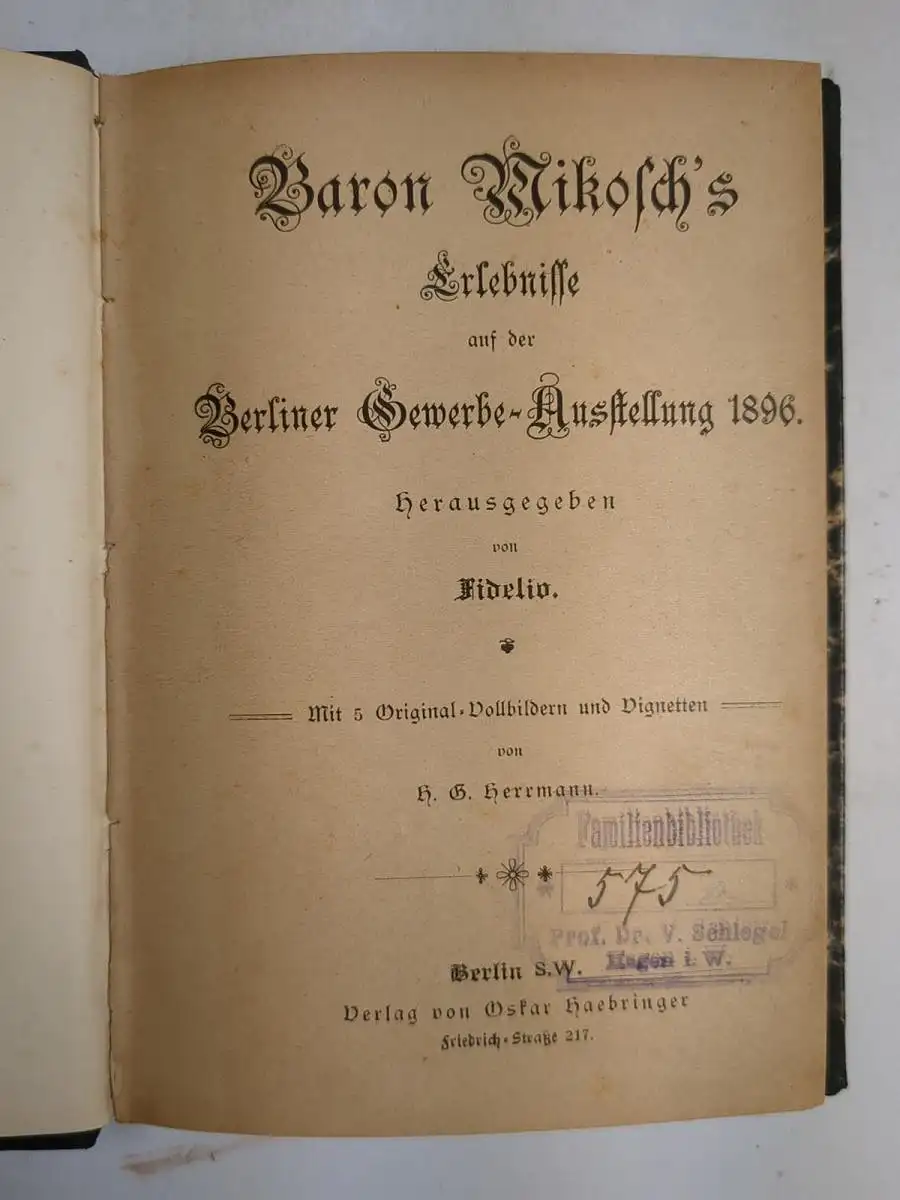 Baron Mikosch's
Erlebnisse
auf der
Berliner Gewerbe-Ausstellung 1896.
Herausgegeben
von
Fidelio.
Mit 5 Original-Vollbildern und Vignetten
von
H. G. Herrmann.
Familienbibliothek
575
Prof. Dr. V. Schlegel
Hagen i. W.
Berlin S.W.
Verlag von Oskar Haebringer
Friedrich-Straße 217.